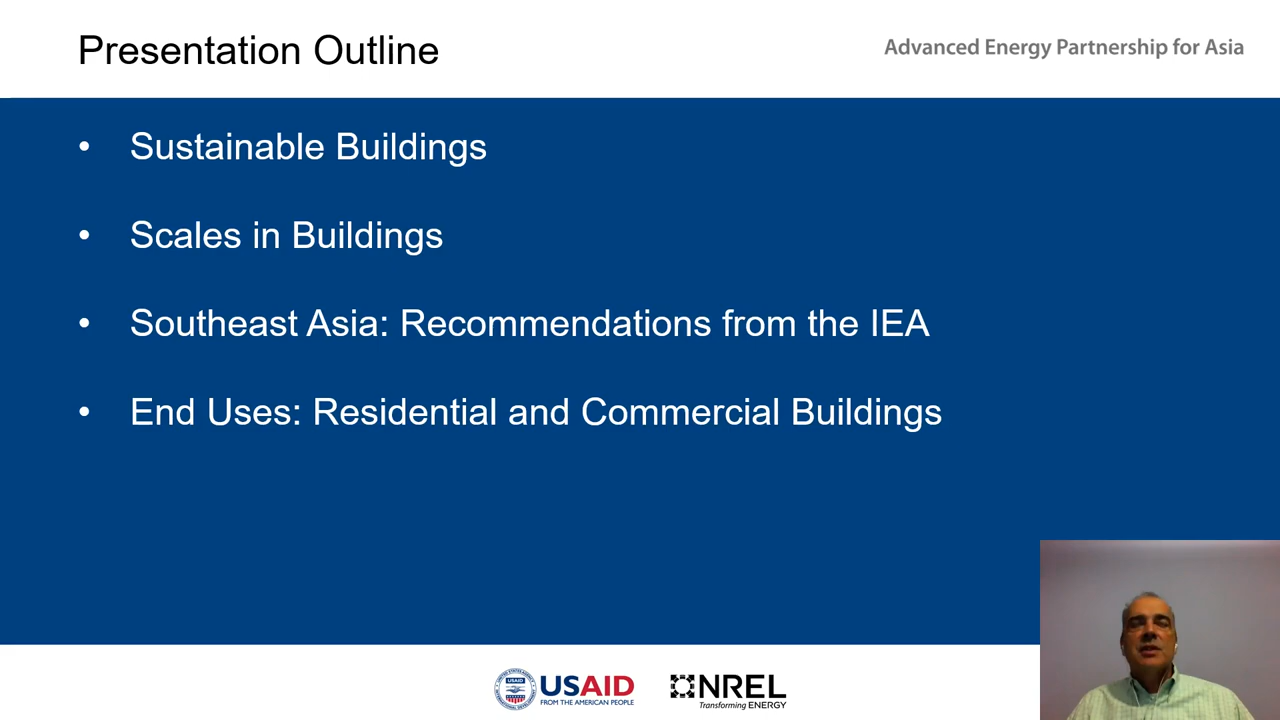 Presentation Outline
Advanced Energy Partnership for Asia
• Sustainable Buildings
• Scales in Buildings
• Southeast Asia: Recommendations from the IEA
• End Uses: Residential and Commercial Buildings
USAID
FROM THE AMERICAN PEOPLE
NREL
Transforming ENERGY